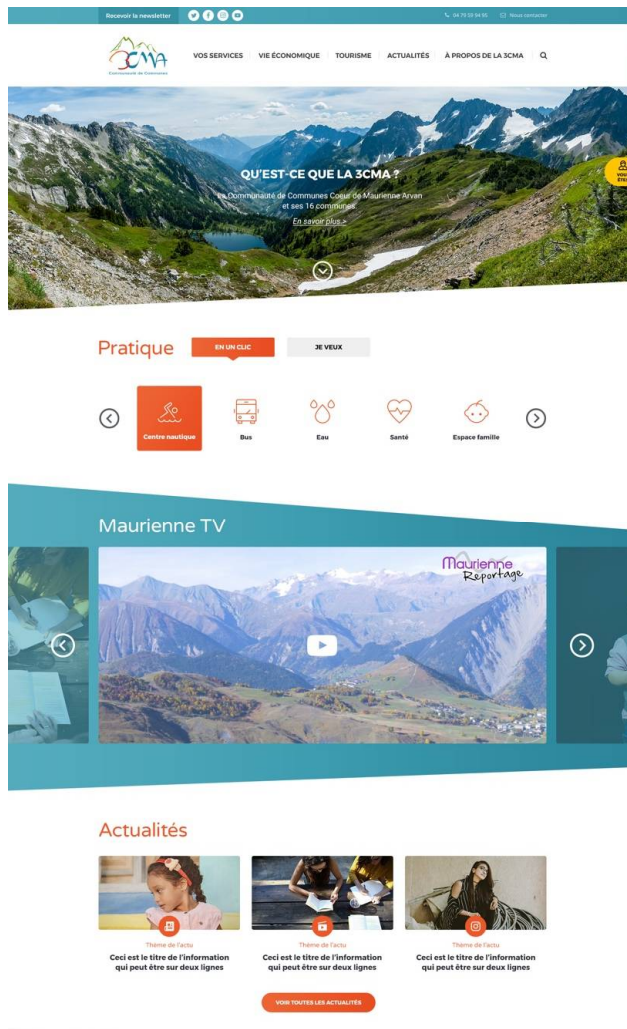 Recevoir la newsletter
04 79 59 94 95
Nous contacter
3CMA
Communauté de Communes
VOS SERVICES
VIE ÉCONOMIQUE
TOURISME
ACTUALITÉS
À PROPOS DE LA 3CMA
QU'EST-CE QUE LA 3CMA ?
La Communauté de Communes Coeur de Maurienne Arvan
et ses 16 communes
En savoir plus >
VOUS
ÊTES
Pratique
EN UN CLIC
JE VEUX
Centre nautique
Bus
Eau
Santé
Espace famille
Maurienne TV
Maurienne
Reportage
Actualités
Thème de l'actu
Ceci est le titre de l'information
qui peut être sur deux lignes
Thème de l'actu
Ceci est le titre de l'information
qui peut être sur deux lignes
Thème de l'actu
Ceci est le titre de l'information
qui peut être sur deux lignes
VOIR TOUTES LES ACTUALITÉS